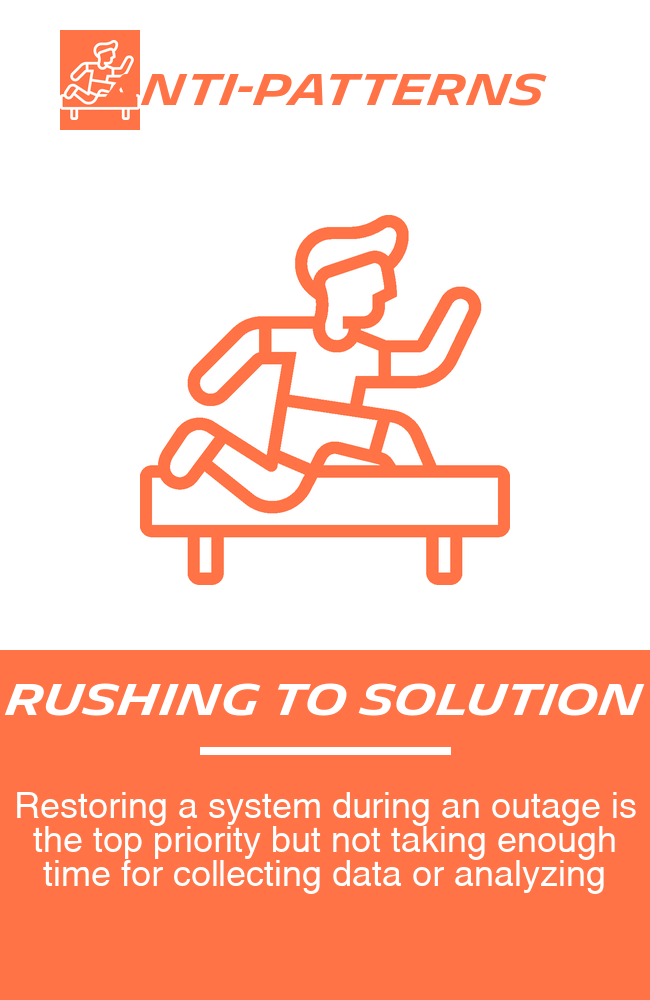 NTI-PATTERNS
RUSHING TO SOLUTION
Restoring a system during an outage is
the top priority but not taking enough
time for collecting data or analyzing